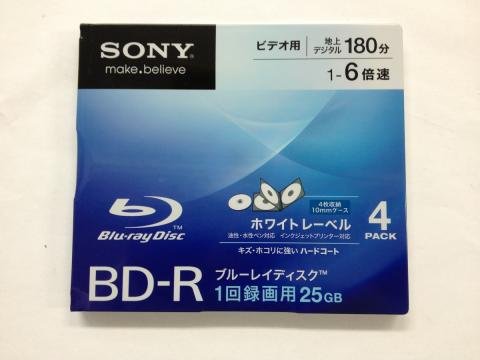 SONY
make.believe
ビデオ用 地上デジタル 180分
1-6倍速
4枚収納
10mmケース
Blu-ray Disc™
ホワイトレーベル
油性・水性ペン対応 インクジェットプリンター対応
キズ・ホコリに強い ハードコート
4
PACK
BD-R
ブルーレイディスク™
1回録画用 25GB